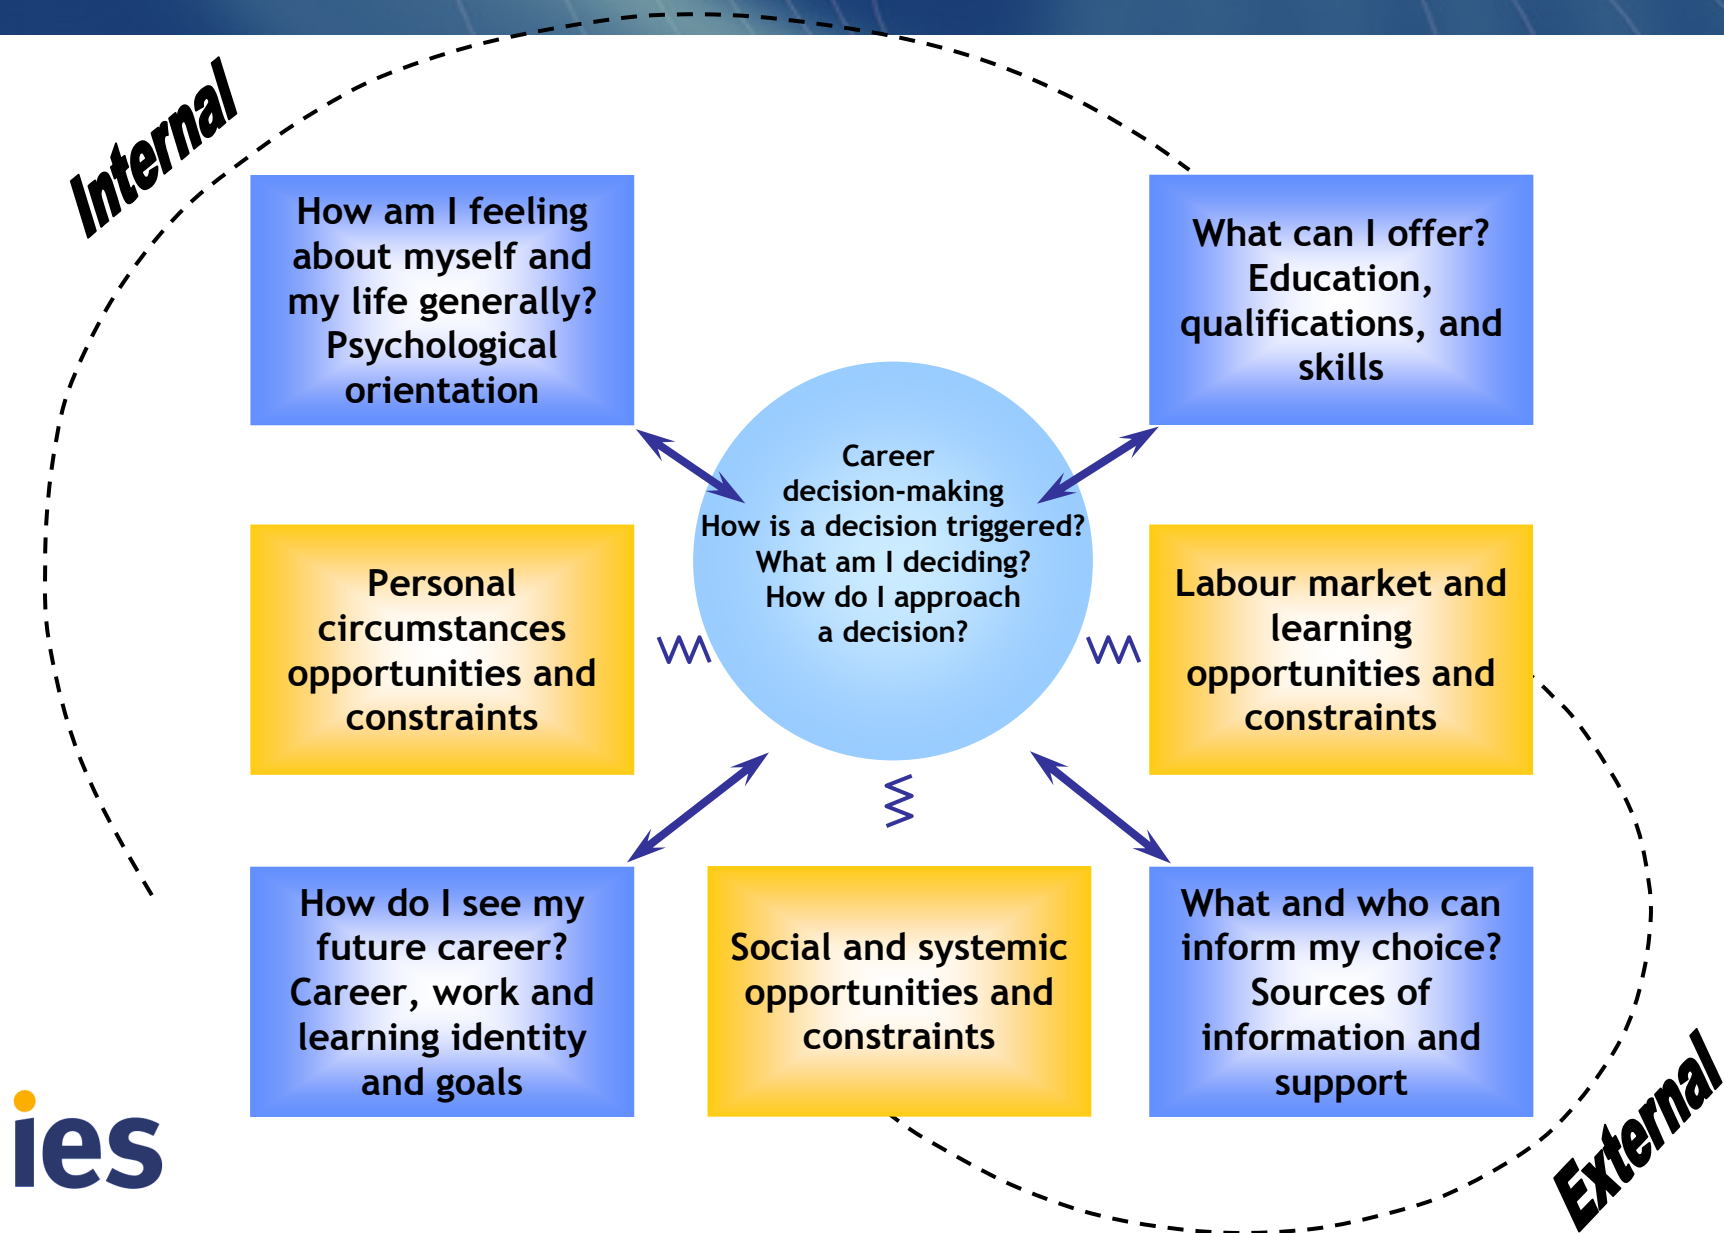 Internal
How am I feeling
about myself and
my life generally?
Psychological
orientation
What can I offer?
Education,
qualifications, and
skills
Career
decision-making
How is a decision triggered?
What am I deciding?
How do I approach
a decision?
Personal
circumstances
opportunities and
constraints
Labour market and
learning
opportunities and
constraints
How do I see my
future career?
Career, work and
learning identity
and goals
Social and systemic
opportunities and
constraints
What and who can
inform my choice?
Sources of
information and
support
External
ies